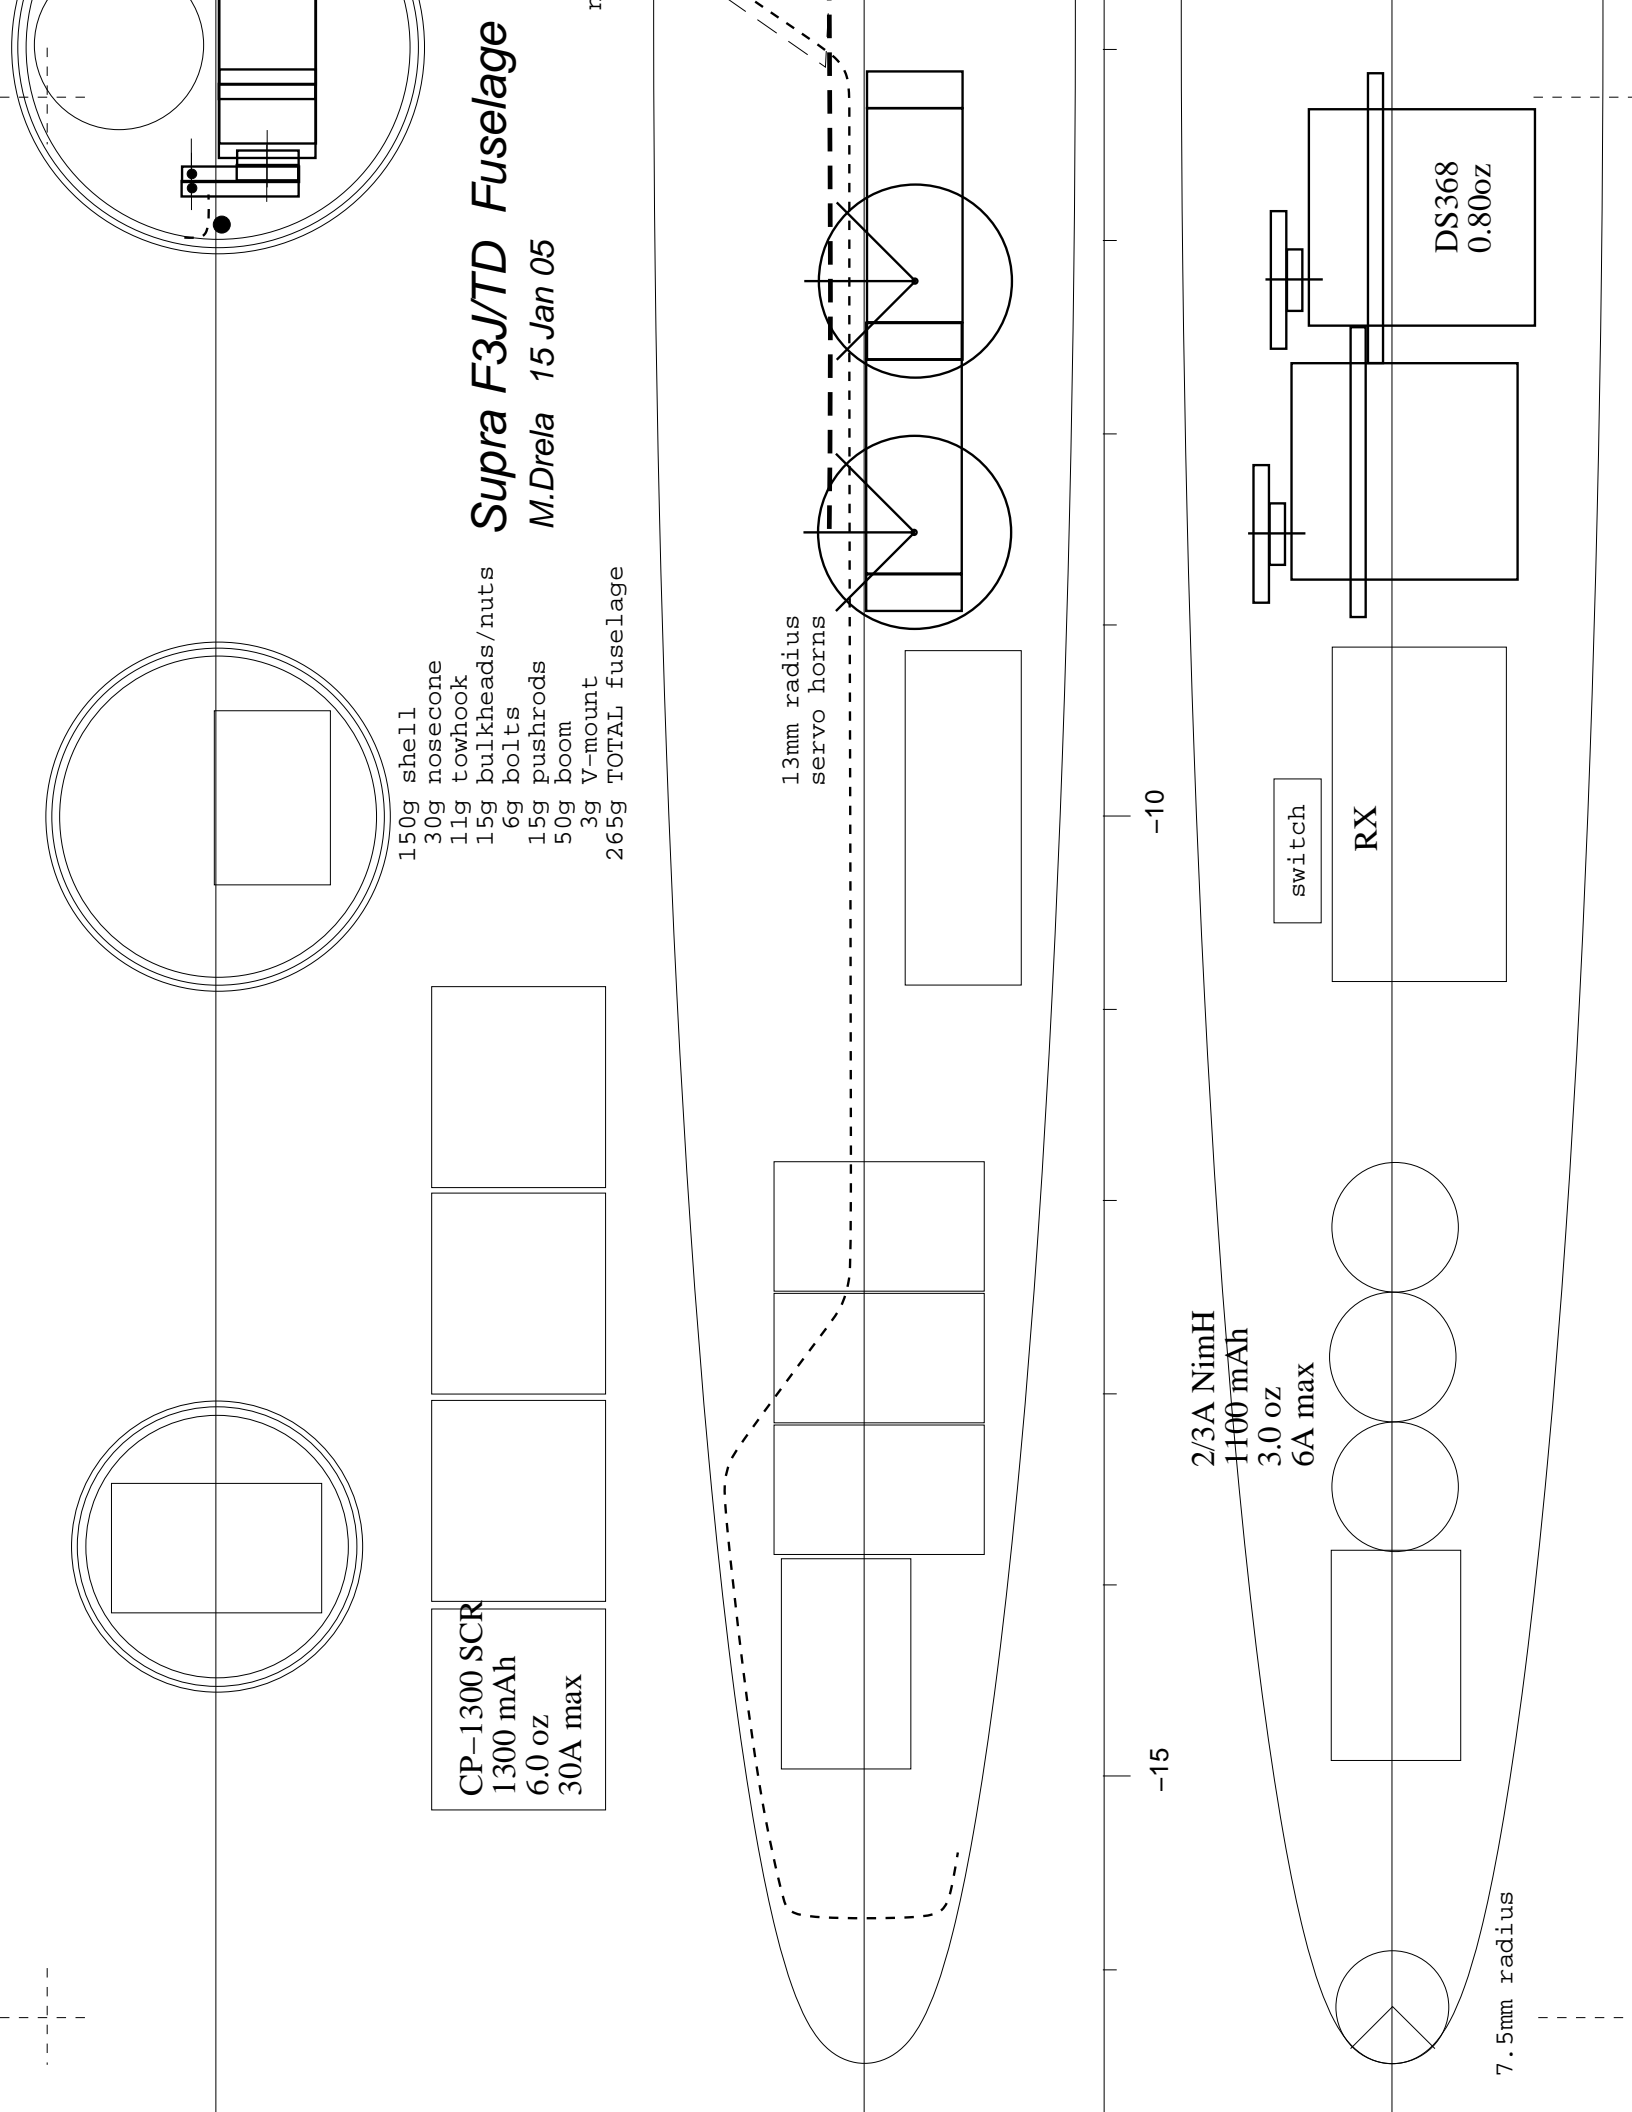 Supra F3J/TD Fuselage
M.Drela 15 Jan 05
150g shell
30g nosecone
11g towhook
15g bulkheads/nuts
6g bolts
15g pushrods
50g boom
3g V-mount
265g TOTAL fuselage
13mm radius
servo horns
DS368
0.80oz
switch
RX
−10
2/3A NimH
1100 mAh
3.0 oz
6A max
CP−1300 SCR
1300 mAh
6.0 oz
30A max
−15
7.5mm radius